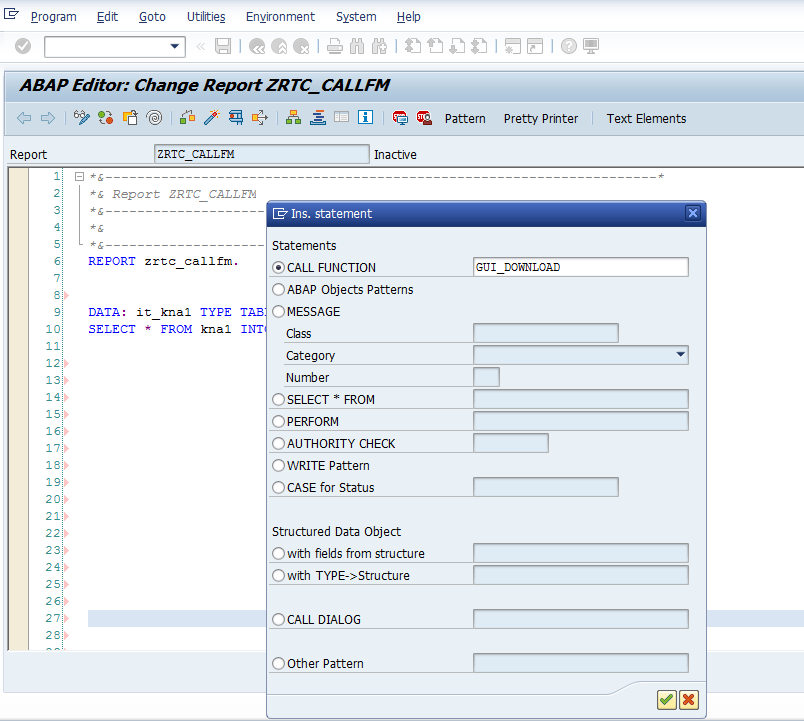 Program Edit Goto Utilities Environment System Help
ABAP Editor: Change Report ZRTC_CALLFM
Pattern Pretty Printer Text Elements
Report ZRTC_CALLFM Inactive
1 *&---------------------------------------------------------------------*
2 *& Report ZRTC_CALLFM
3 *&---------------------
4 *&
5 *&---------------------
6 REPORT zrtc_callfm.
7
8
9 DATA: it_kna1 TYPE TAB
10 SELECT * FROM kna1 INT
11
12
13
14
15
16
17
18
19
20
21
22
23
24
25
26
27
28
Ins. statement
Statements
CALL FUNCTION GUI_DOWNLOAD
ABAP Objects Patterns
MESSAGE
Class
Category
Number
SELECT * FROM
PERFORM
AUTHORITY CHECK
WRITE Pattern
CASE for Status
Structured Data Object
with fields from structure
with TYPE->Structure
CALL DIALOG
Other Pattern